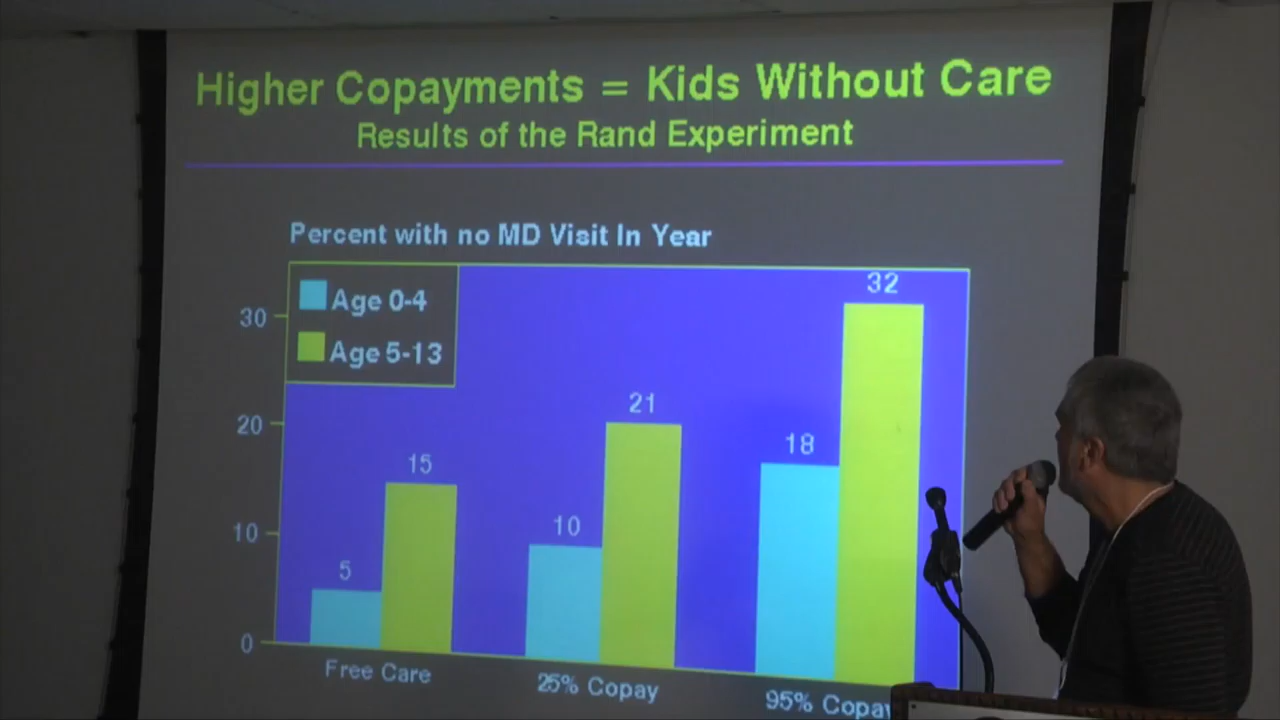 Higher Copayments = Kids Without Care
Results of the Rand Experiment
Percent with no MD Visit In Year
Age 0-4
Age 5-13
30
20
10
0
5
15
10
21
18
32
Free Care
25% Copay
95% Copay